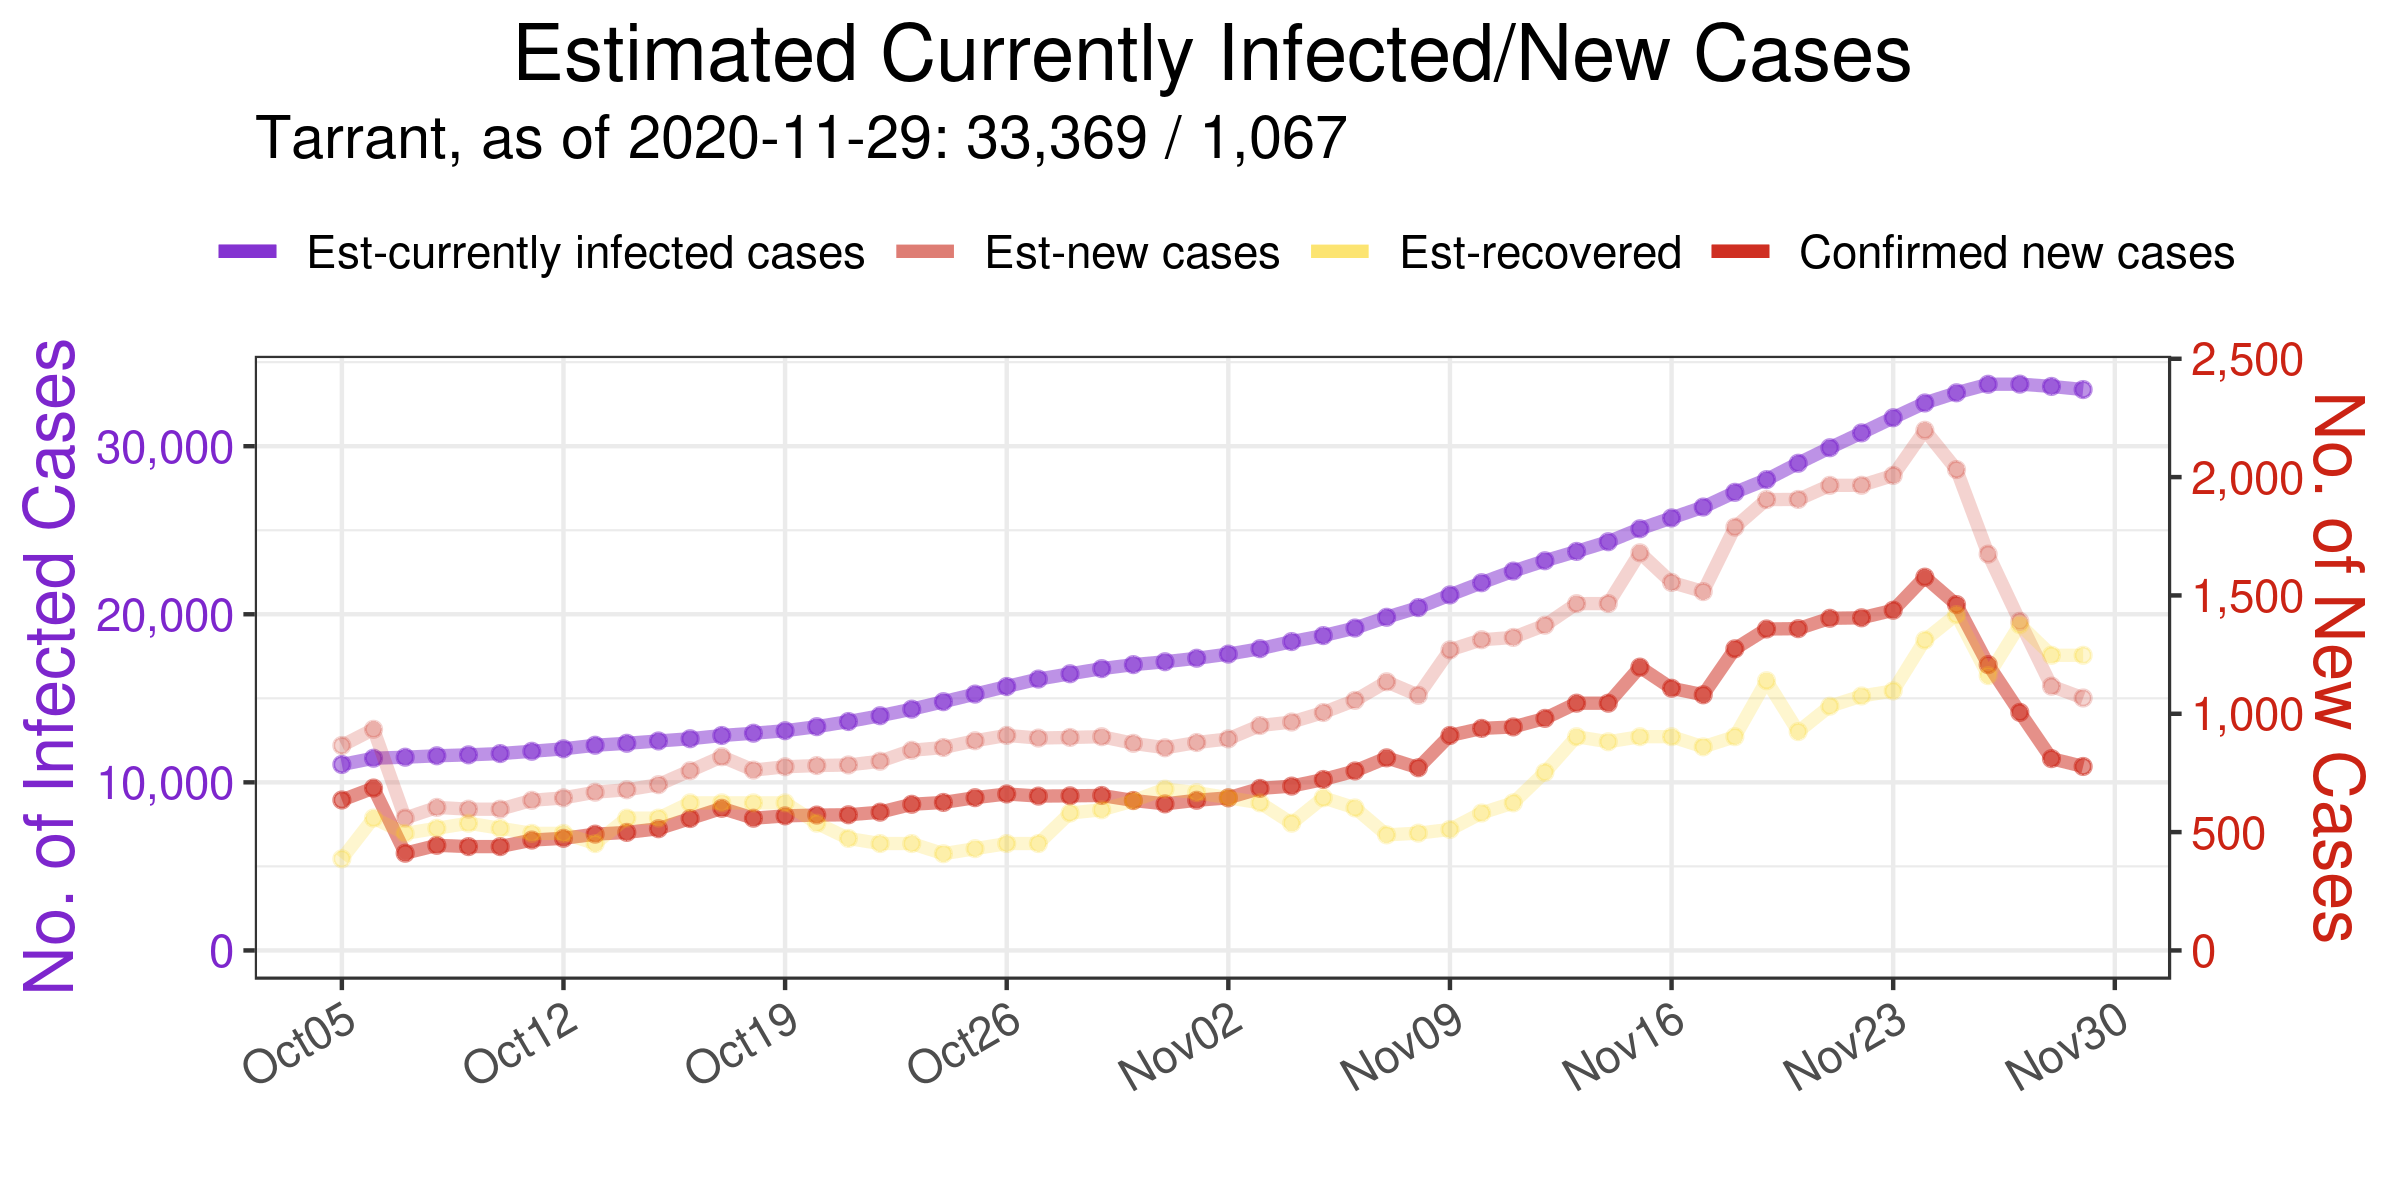 Estimated Currently Infected/New Cases
Tarrant, as of 2020-11-29: 33,369 / 1,067
Est-currently infected cases Est-new cases Est-recovered Confirmed new cases
No. of Infected Cases
30,000
20,000
10,000
0
2,500
2,000
1,500
1,000
500
0
No. of New Cases
Oct05 Oct12 Oct19 Oct26 Nov02 Nov09 Nov16 Nov23 Nov30